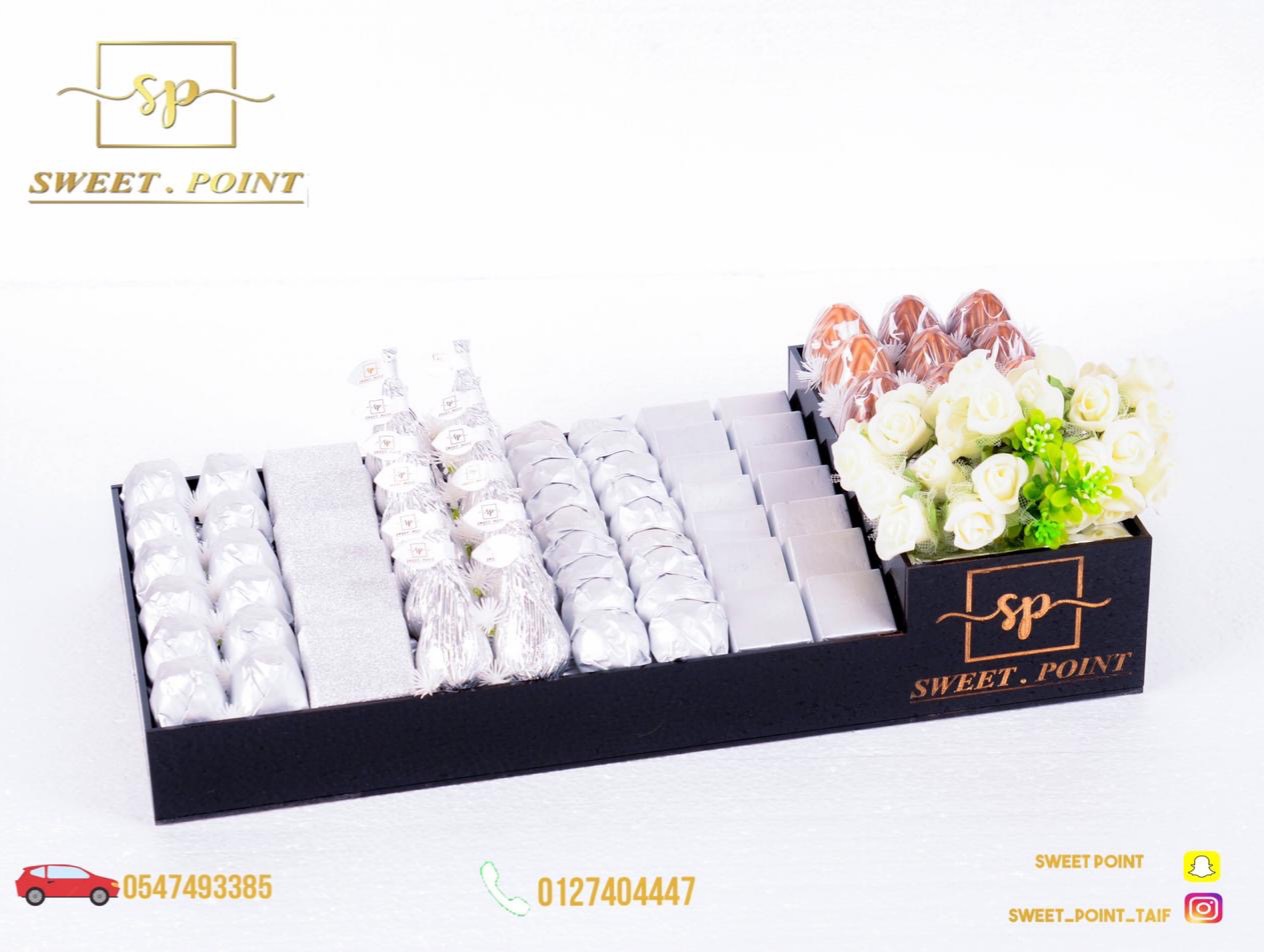 sp
SWEET . POINT
sp
SWEET . POINT
0547493385
0127404447
SWEET POINT
SWEET_POINT_TAIF